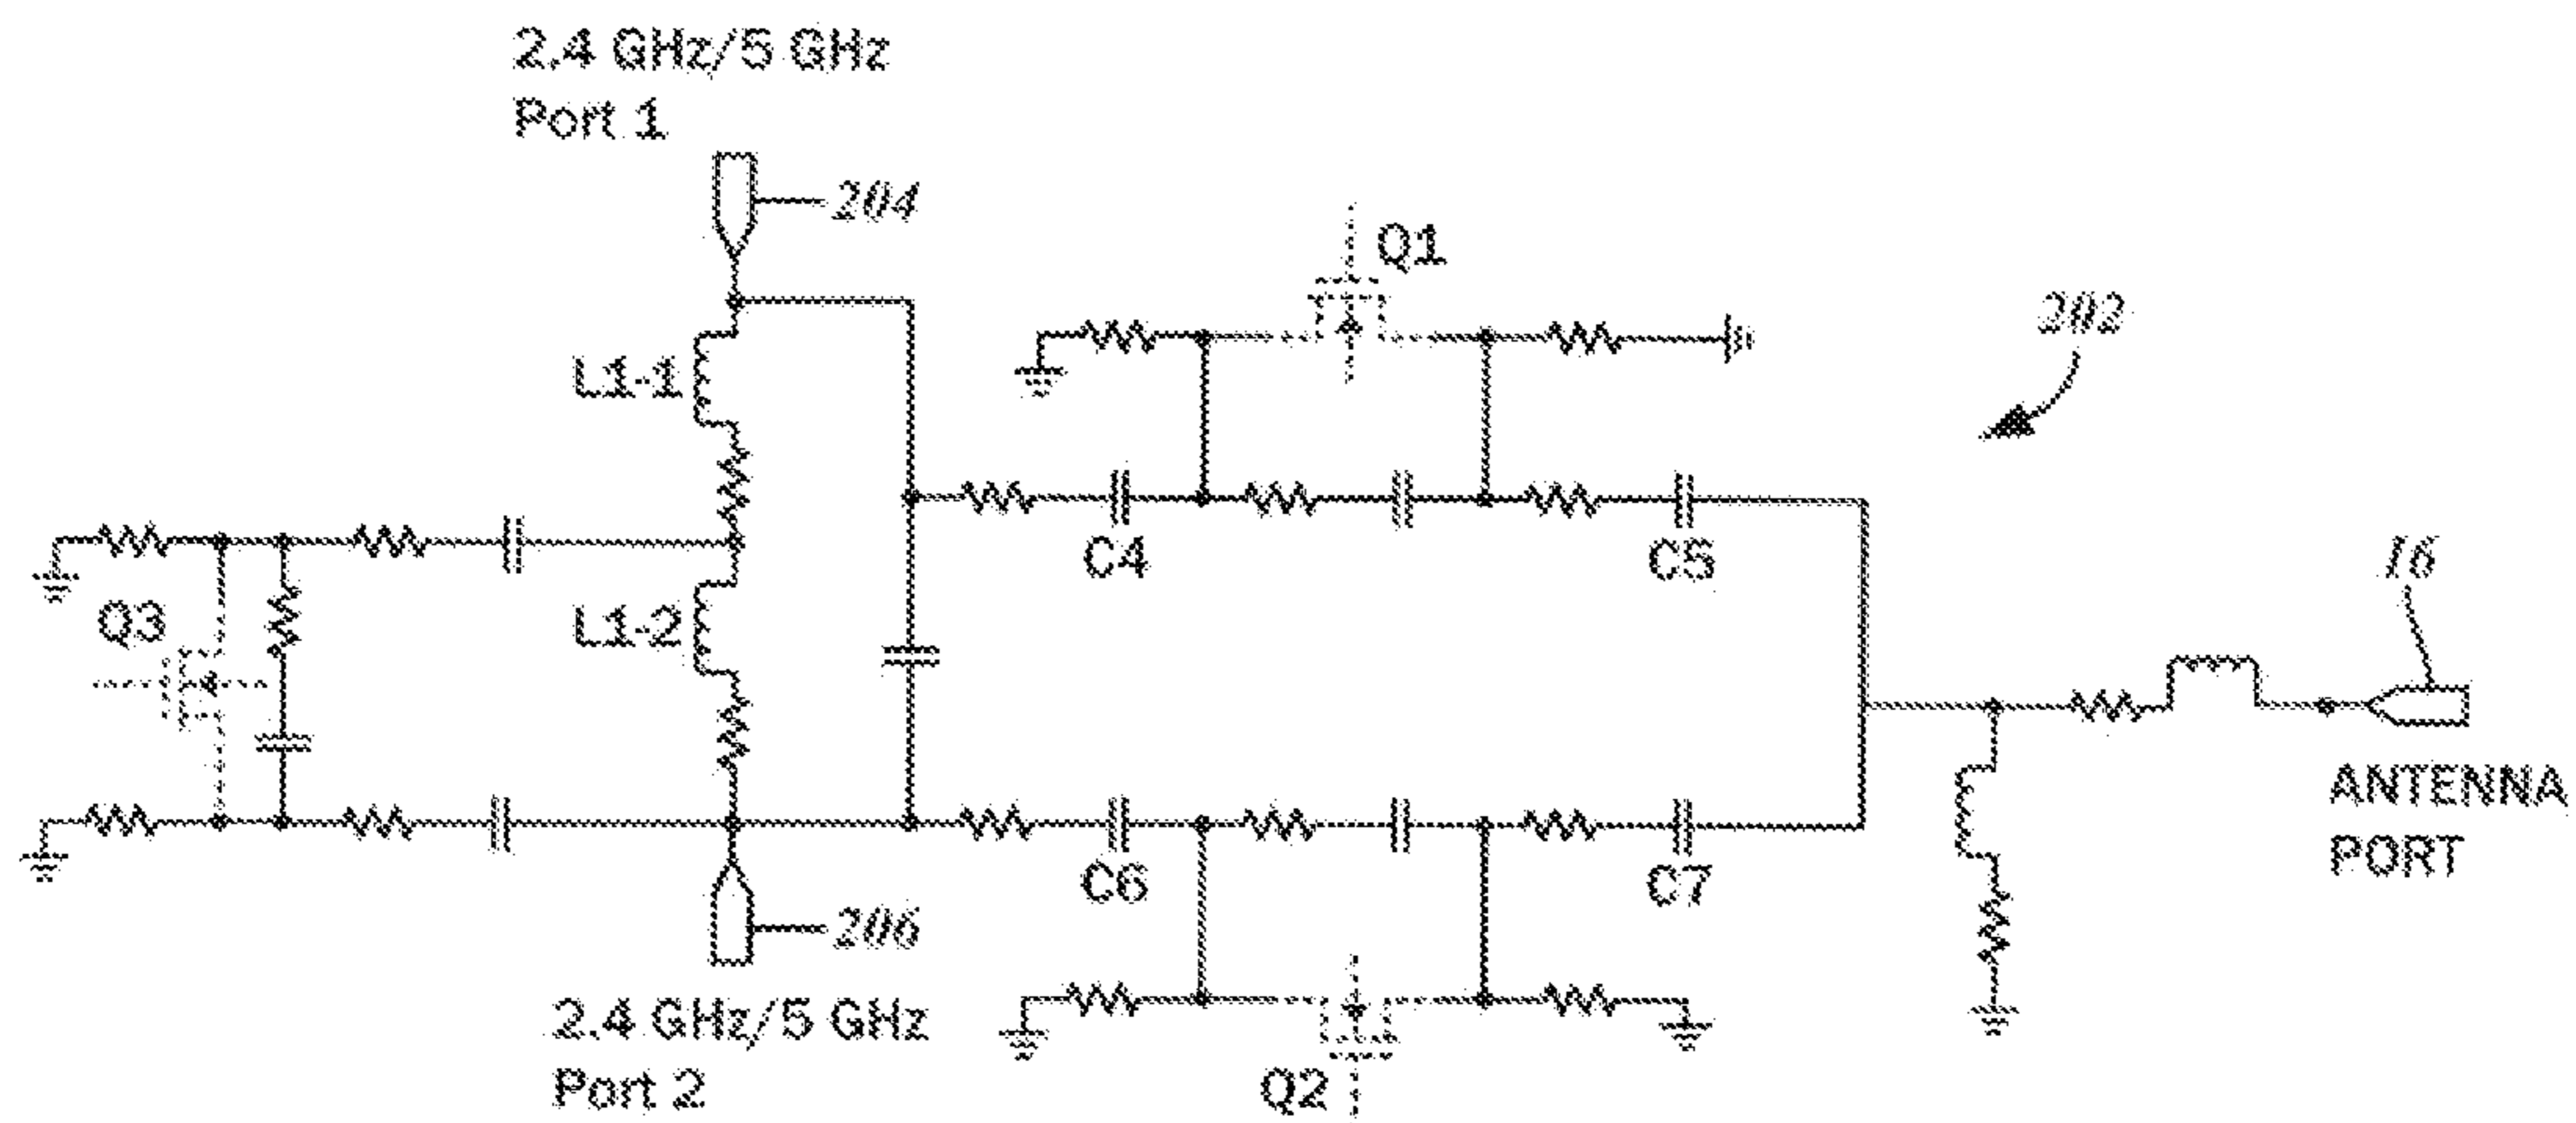 2.4 GHz/5 GHz
Port 1
204
Q1
202
L1-1
C4
C5
16
Q3
L1-2
ANTENNA
PORT
C6
C7
206
2.4 GHz/5 GHz
Port 2
Q2